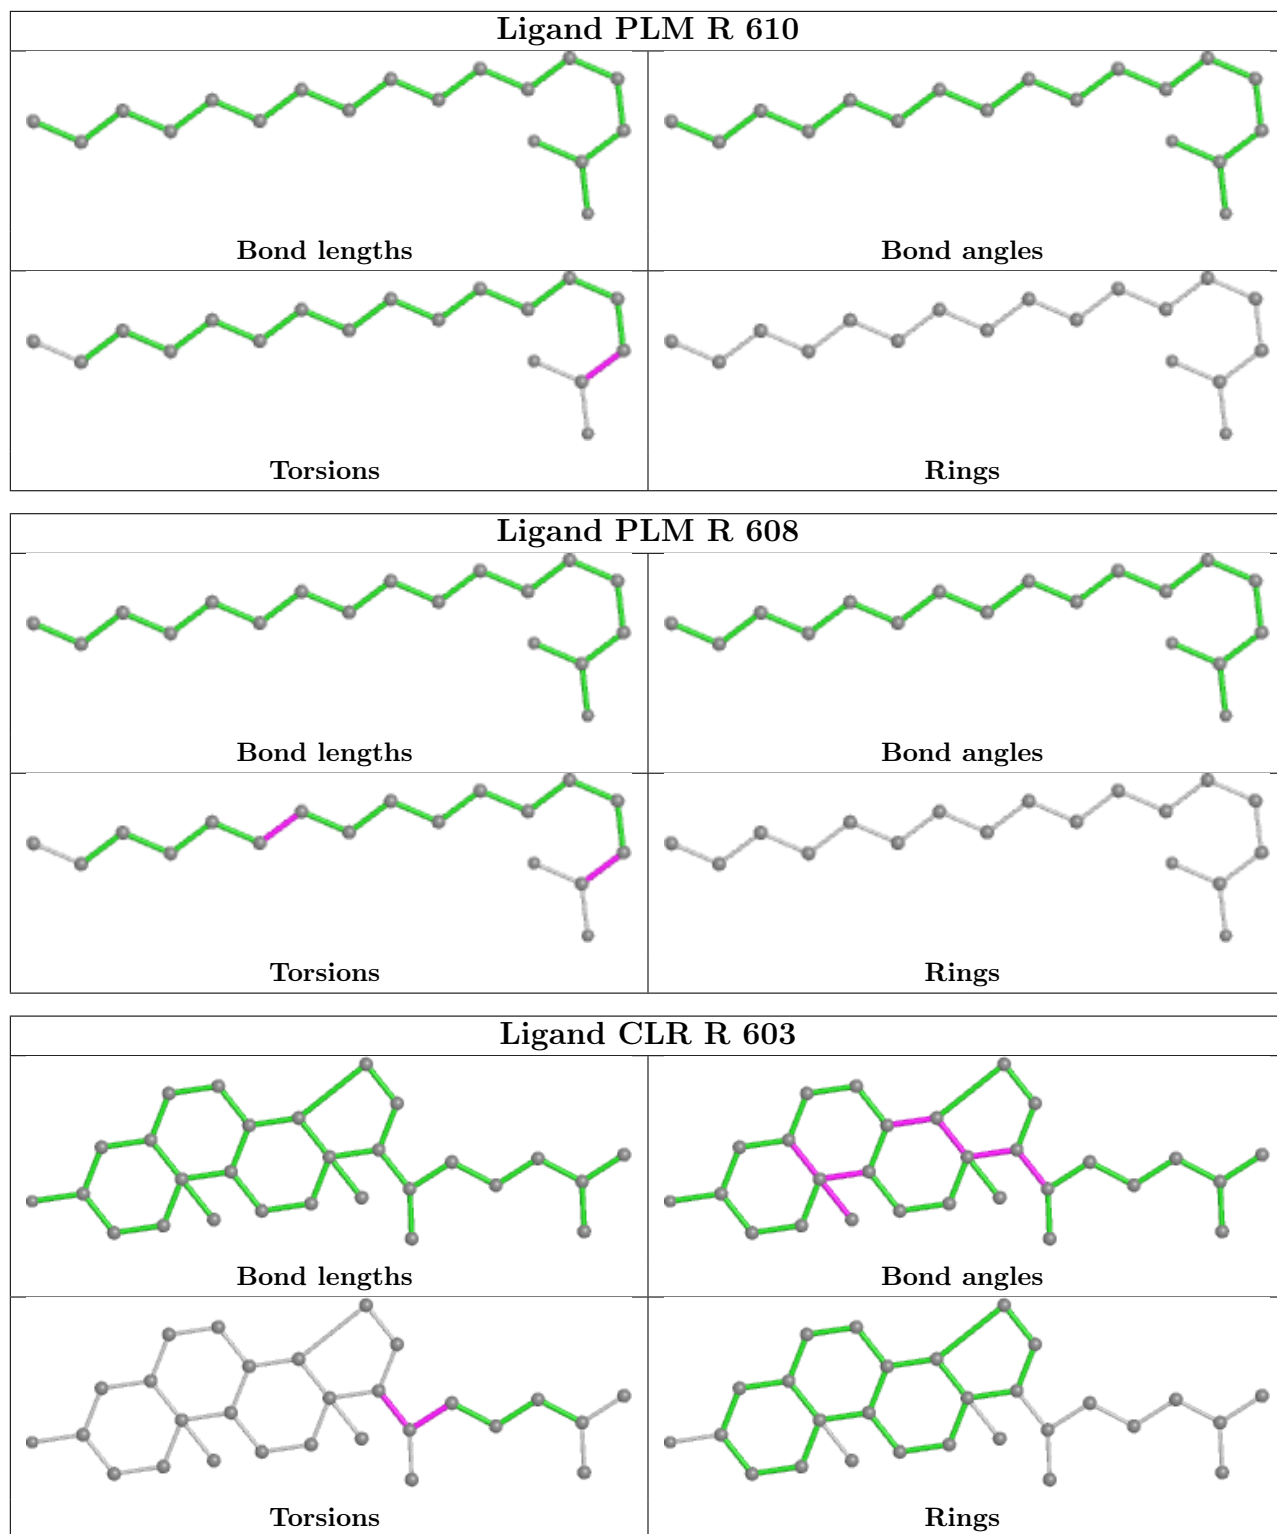 Ligand PLM R 610
Bond lengths
Bond angles
Torsions
Rings
Ligand PLM R 608
Bond lengths
Bond angles
Torsions
Rings
Ligand CLR R 603
Bond lengths
Bond angles
Torsions
Rings